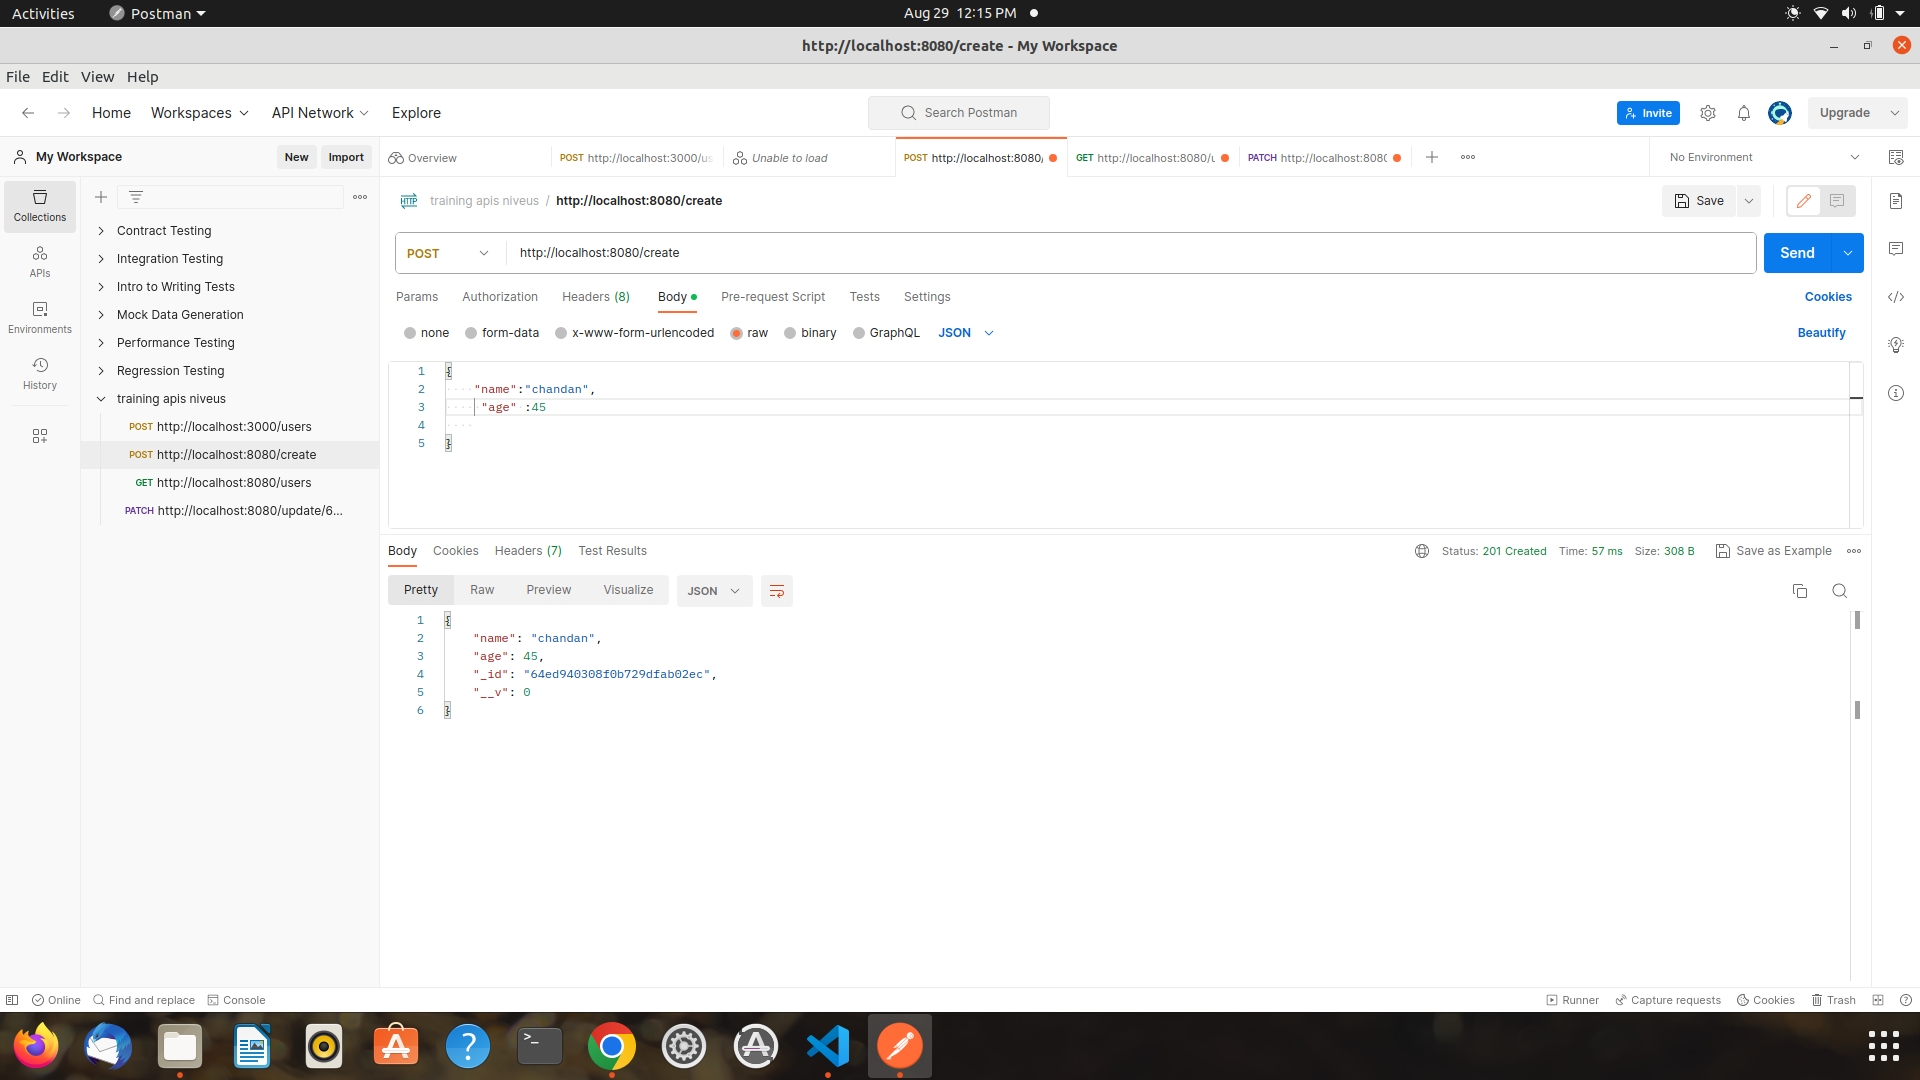 Activities Postman Aug 29 12:15 PM
http://localhost:8080/create - My Workspace
File Edit View Help
Home Workspaces API Network Explore Search Postman Invite Upgrade
My Workspace New Import Overview POST http://localhost:3000/us Unable to load POST http://localhost:8080/ GET http://localhost:8080/u PATCH http://localhost:8080 No Environment
Collections
APIs
Environments
History
Contract Testing
Integration Testing
Intro to Writing Tests
Mock Data Generation
Performance Testing
Regression Testing
training apis niveus
POST http://localhost:3000/users
POST http://localhost:8080/create
GET http://localhost:8080/users
PATCH http://localhost:8080/update/6...
HTTP training apis niveus / http://localhost:8080/create Save
POST http://localhost:8080/create Send
Params Authorization Headers (8) Body Pre-request Script Tests Settings Cookies
none form-data x-www-form-urlencoded raw binary GraphQL JSON Beautify
1 {
2 "name":"chandan",
3 "age" :45
4
5 }
Body Cookies Headers (7) Test Results Status: 201 Created Time: 57 ms Size: 308 B Save as Example
Pretty Raw Preview Visualize JSON
1 {
2 "name": "chandan",
3 "age": 45,
4 "_id": "64ed940308f0b729dfab02ec",
5 "__v": 0
6 }
Online Find and replace Console Runner Capture requests Cookies Trash